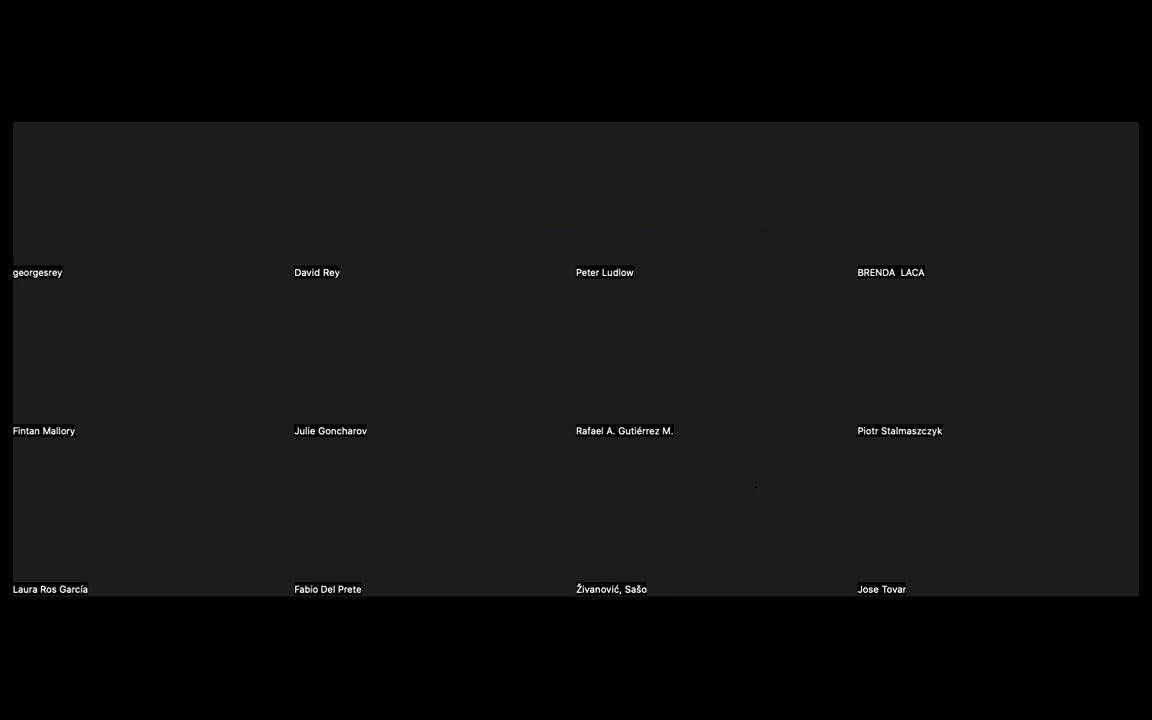 georgesrey
David Rey
Peter Ludlow
BRENDA LACA
Fintan Mallory
Julie Goncharov
Rafael A. Gutiérrez M.
Piotr Stalmaszczyk
Laura Ros García
Fabio Del Prete
Živanović, Sašo
Jose Tovar